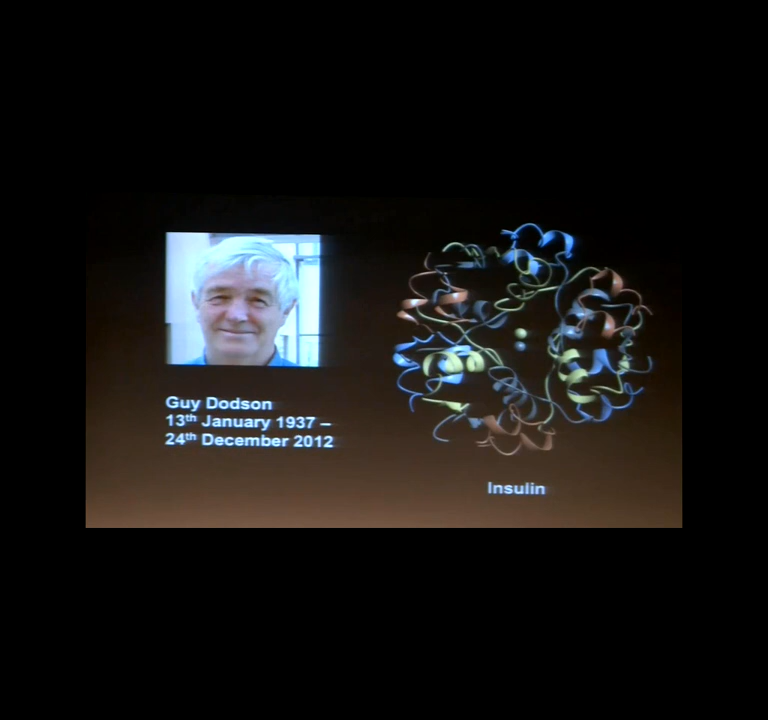 Guy Dodson
13th January 1937 –
24th December 2012
Insulin